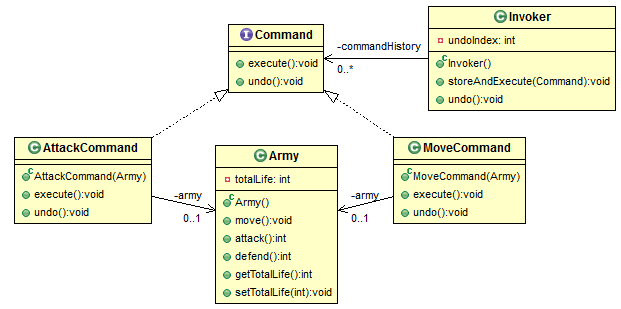 Command
execute():void
undo():void
-commandHistory
0..*
Invoker
undoIndex: int
Invoker()
storeAndExecute(Command):void
undo():void
AttackCommand
AttackCommand(Army)
execute():void
undo():void
-army
0..1
Army
totalLife: int
Army()
move():void
attack():int
defend():int
getTotalLife():int
setTotalLife(int):void
-army
0..1
MoveCommand
MoveCommand(Army)
execute():void
undo():void